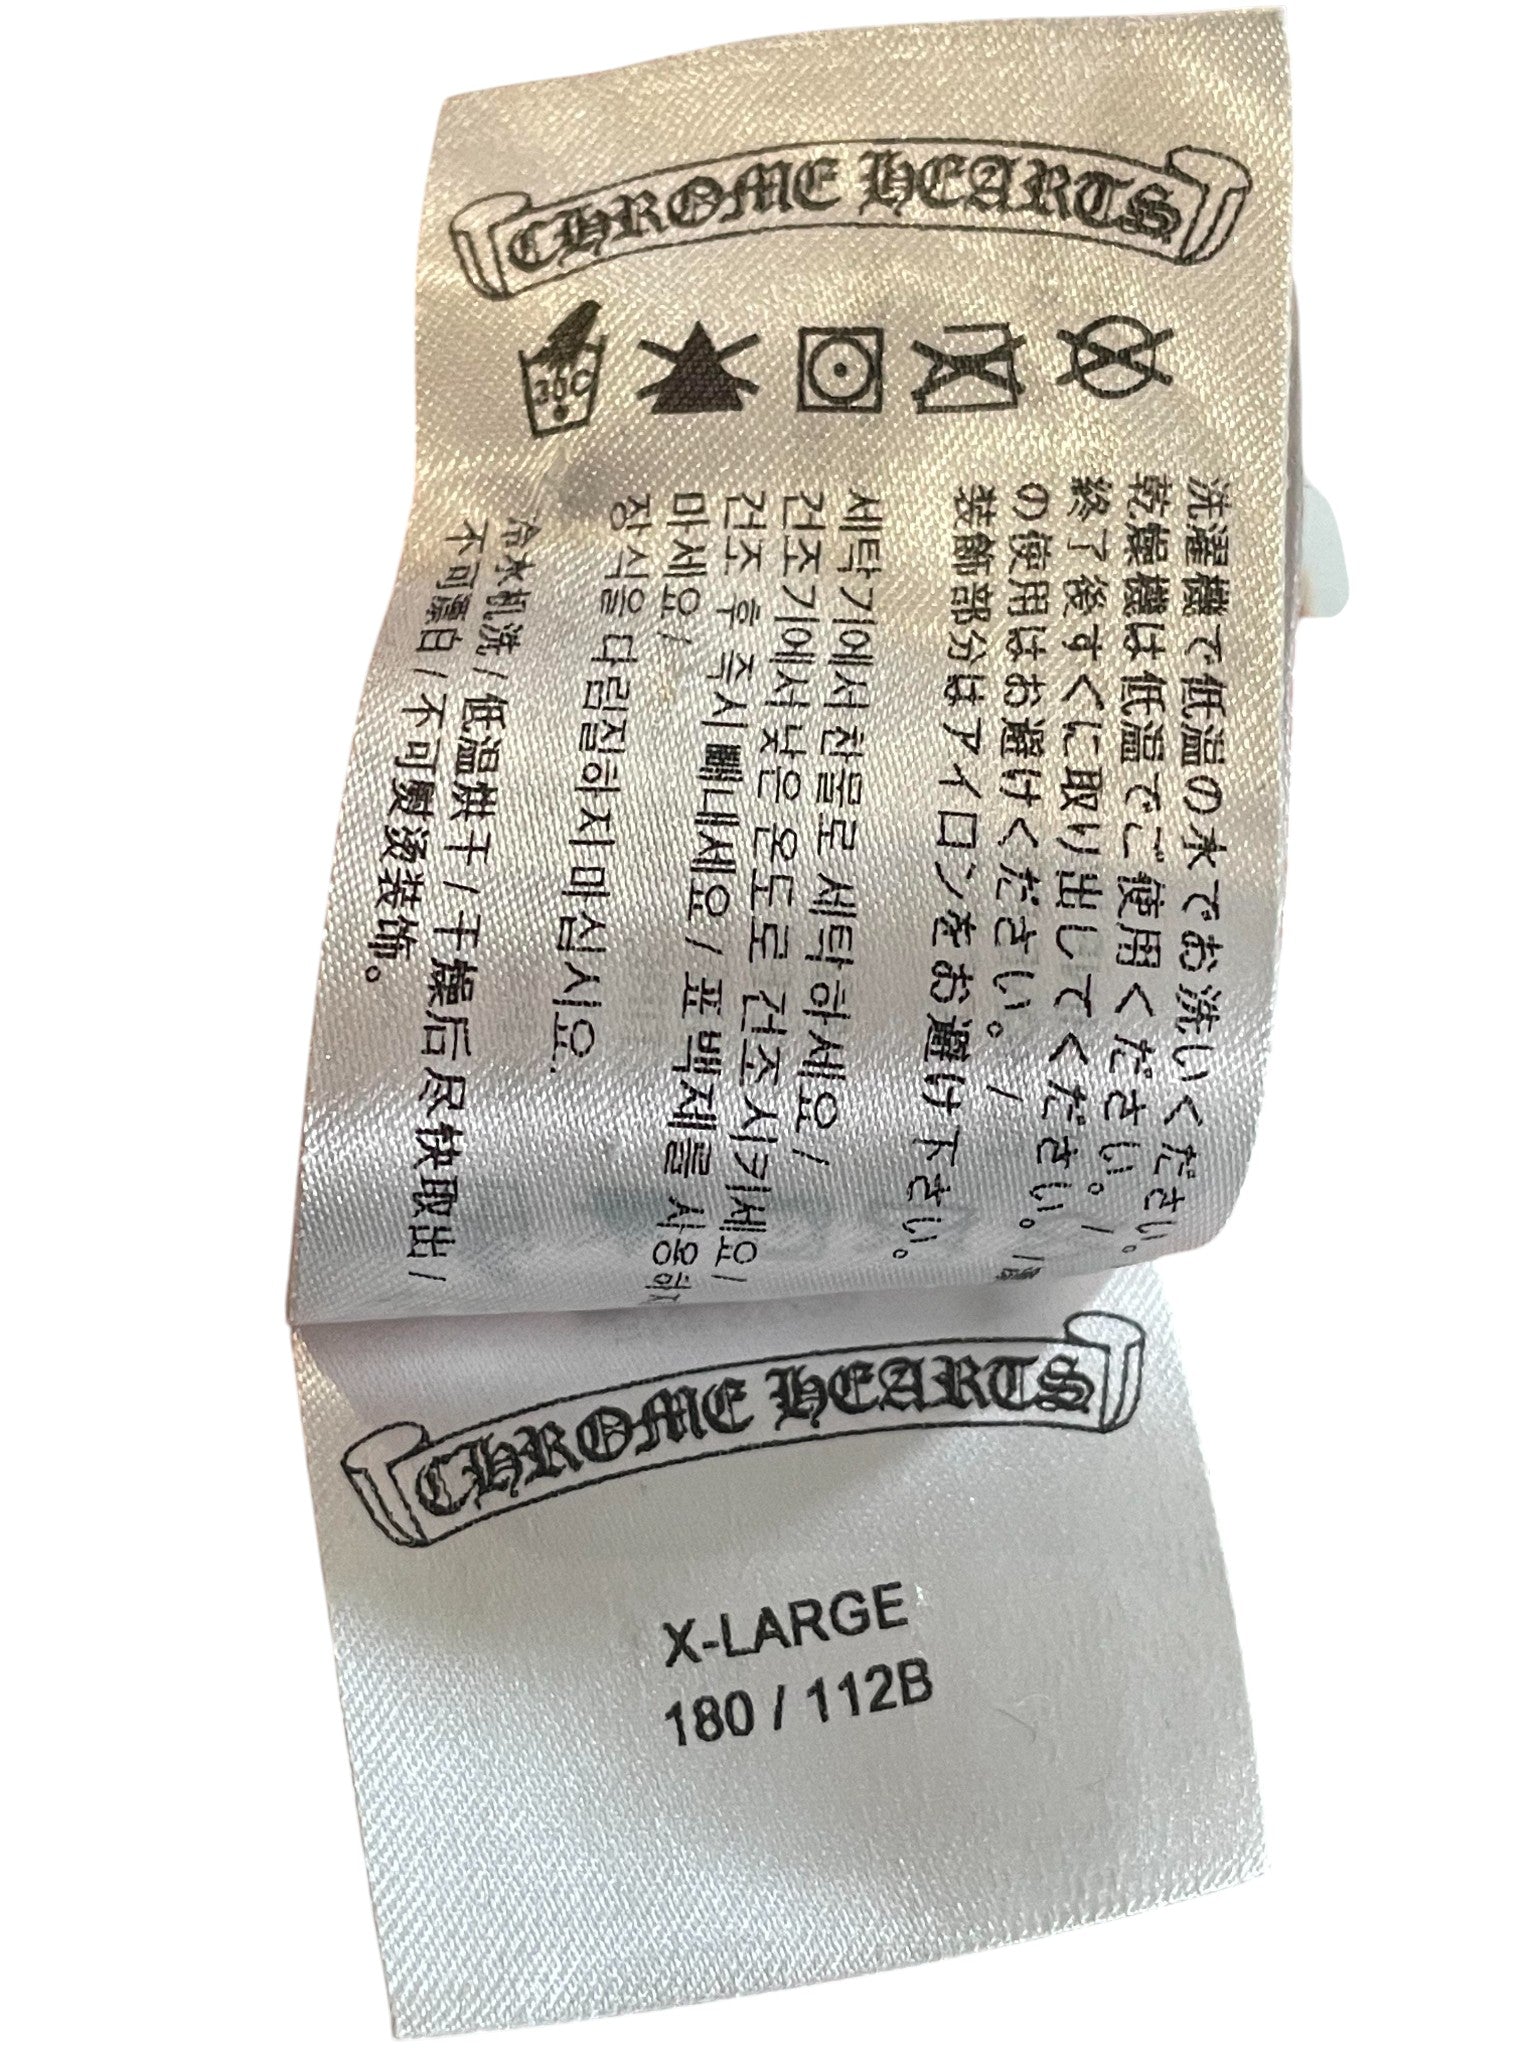 CHROME HEARTS
30C
洗濯機で低温の水でお洗いください。/
乾燥機は低温でご使用ください。/
終了後すぐに取り出してください。/
の使用はお避けください。/
装飾部分はアイロンをお避け下さい。
세탁기에서 찬물로 세탁하세요 /
건조기에서 낮은 온도로 건조시키세요 /
건조 후 즉시 빼내세요 / 표백제를 사용하지
마세요 /
장식을 다림질하지마십시요.
冷水机洗 / 低温烘干 / 干燥后尽快取出 /
不可漂白 / 不可熨烫装饰。
CHROME HEARTS
X-LARGE
180 / 112B